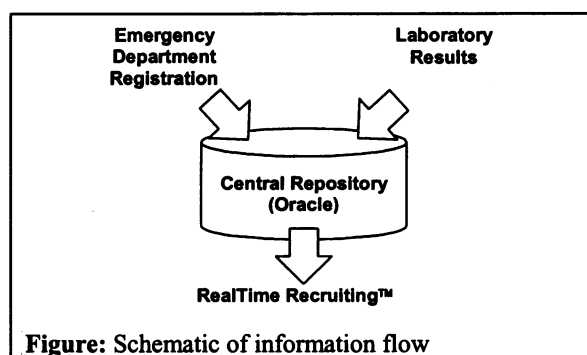 Emergency
Department
Registration
Laboratory
Results
Central Repository
(Oracle)
RealTime Recruiting™
Figure: Schematic of information flow